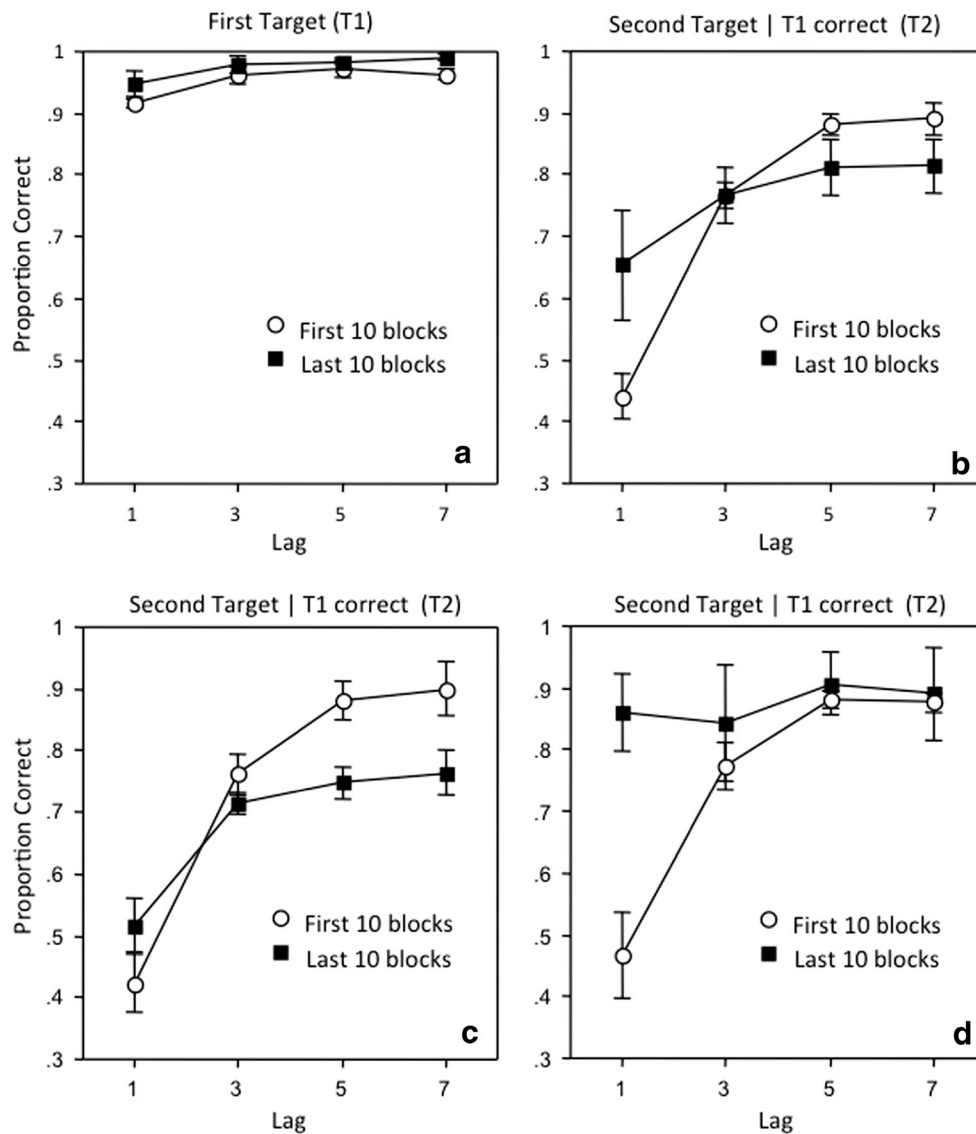 First Target (T1)
1
.9
.8
.7
.6
.5
.4
.3
Proportion Correct
First 10 blocks
Last 10 blocks
a
1 3 5 7
Lag
Second Target | T1 correct (T2)
1
.9
.8
.7
.6
.5
.4
.3
First 10 blocks
Last 10 blocks
b
1 3 5 7
Lag
Second Target | T1 correct (T2)
1
.9
.8
.7
.6
.5
.4
.3
Proportion Correct
First 10 blocks
Last 10 blocks
c
1 3 5 7
Lag
Second Target | T1 correct (T2)
1
.9
.8
.7
.6
.5
.4
.3
First 10 blocks
Last 10 blocks
d
1 3 5 7
Lag